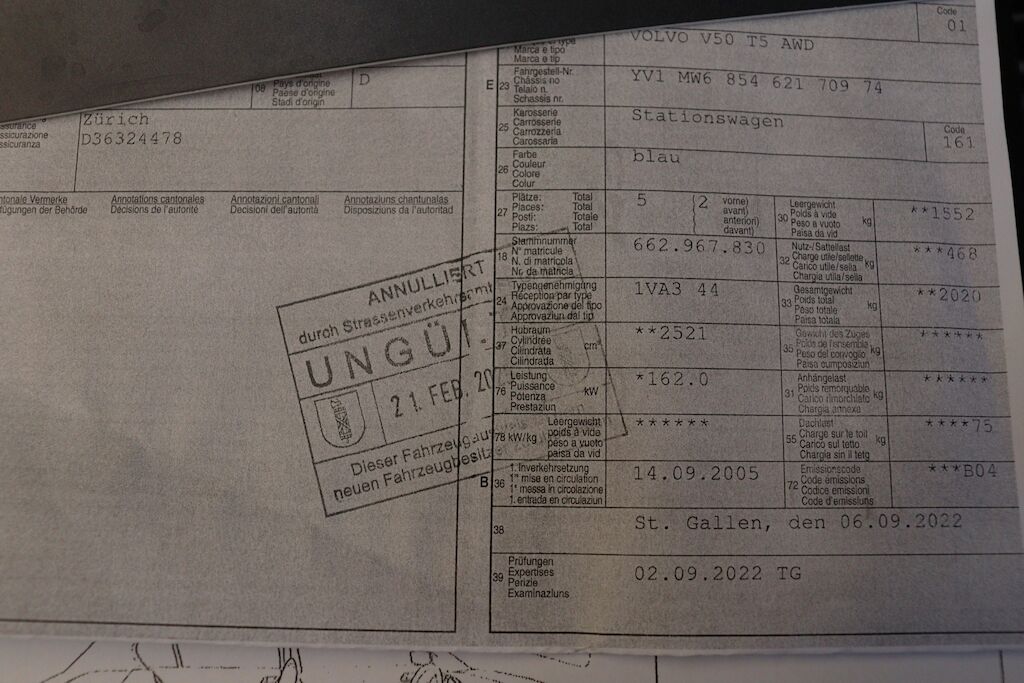 08
Pays d'origine
Paese d'origine
Stadi d'origin
D
Zürich
D36324478
Annotations cantonales
Décisions de l'autorité
Annotazioni cantonali
Decisioni dell'autorità
Annotaziuns chantunalas
Disposiziuns da l'autoritad
der Behörde
ANNULLIERT
durch Strassenverkehrsamt
21. FEB.
Dieser Fahrzeug
neuen
Marca e tipo
Marca e tip
VOLVO V50 T5 AWD
Code
01
E 23
Fahrgestell-Nr.
Châssis no
Telaio n.
Schassis nr.
YV1 MW6 854 621 709 74
25
Karosserie
Carrosserie
Carrozzeria
Carossaria
Stationswagen
Code
161
26
Farbe
Couleur
Colore
Colur
blau
27
Plätze: Total
Places: Total
Posti: Totale
Plazs: Total
5
2
vorne)
avant)
anteriori)
davant)
30
Leergewicht
Poids à vide
Peso a vuoto
Paisa da vid
kg
**1552
18
Stammnummer
N° matricule
N. di matricola
Nr. da matricla
662.967.830
32
Nutz-/Sattellast
Charge utile/sellette
Carico utile/sella
Chargia utila/sella
kg
***468
24
Typengenehmigung
Réception par type
Approvazione del tipo
Approvaziun dal tip
1VA3 44
33
Gesamtgewicht
Poids total
Peso totale
Paisa totala
kg
**2020
37
Hubraum
Cylindrée
Cilindrata
Cilindrada
cm³
**2521
35
Gewicht des Zuges
Poids de l'ensemble
Peso del convoglio
Paisa cumposiziun
kg
******
76
Leistung
Puissance
Potenza
Prestaziun
kW
*162.0
31
Anhängelast
Poids remorquable
Carico rimorchiato
Chargia annexa
kg
******
78 kW/kg
Leergewicht
poids à vide
peso a vuoto
paisa da vid
******
55
Dachlast
Charge sur le toit
Carico sul tetto
Chargia sin il tetg
kg
****75
B 36
1. Inverkehrsetzung
1re mise en circulation
1a messa in circolazione
1. entrada en circulaziun
14.09.2005
72
Emissionscode
Code émissions
Codice emissioni
Code d'emissiuns
***B04
38
St. Gallen, den 06.09.2022
39
Prüfungen
Expertises
Perizie
Examinaziuns
02.09.2022 TG